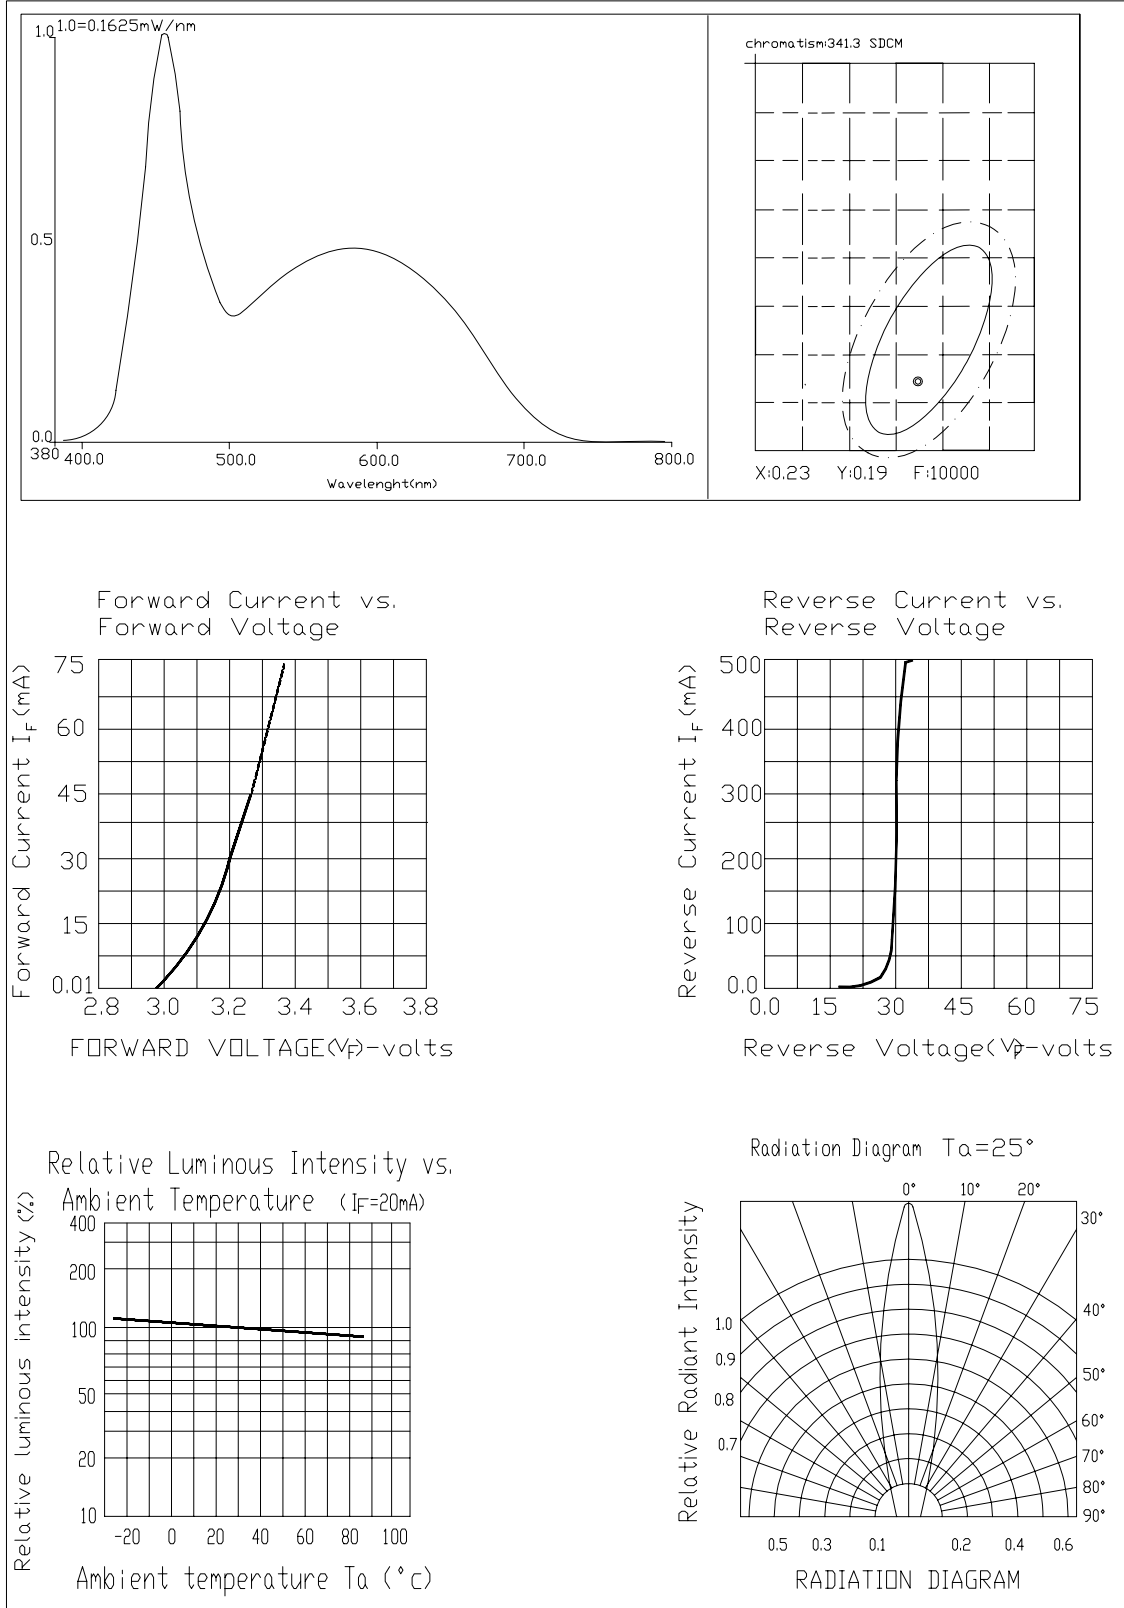 1.0=0.1625mW/nm
1.0
0.5
0.0
380
400.0 500.0 600.0 700.0 800.0
Wavelenght(nm)
chromatism:341.3 SDCM
X:0.23 Y:0.19 F:10000
Forward Current vs.
Forward Voltage
Forward Current IF(mA)
75
60
45
30
15
0.01
2.8 3.0 3.2 3.4 3.6 3.8
FORWARD VOLTAGE(VF)-volts
Reverse Current vs.
Reverse Voltage
Reverse Current IF(mA)
500
400
300
200
100
0.0
0.0 15 30 45 60 75
Reverse Voltage(V)-volts
Relative Luminous Intensity vs.
Ambient Temperature (IF=20mA)
Relative luminous intensity (%)
400
200
100
50
20
10
-20 0 20 40 60 80 100
Ambient temperature Ta (°c)
Radiation Diagram Ta=25°
Relative Radiant Intensity
0° 10° 20°
30°
40°
50°
60°
70°
80°
90°
1.0
0.9
0.8
0.7
0.5 0.3 0.1 0.2 0.4 0.6
RADIATION DIAGRAM